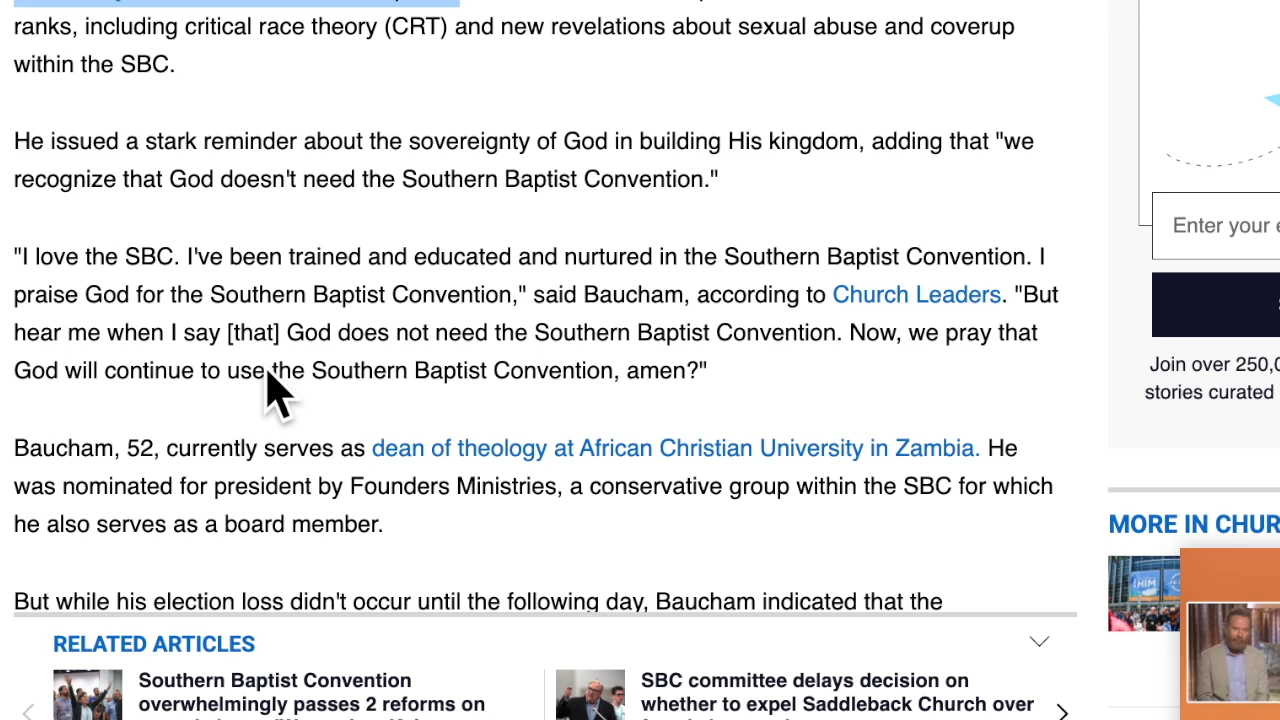 ranks, including critical race theory (CRT) and new revelations about sexual abuse and coverup
within the SBC.
He issued a stark reminder about the sovereignty of God in building His kingdom, adding that "we
recognize that God doesn't need the Southern Baptist Convention."
"I love the SBC. I've been trained and educated and nurtured in the Southern Baptist Convention. I
praise God for the Southern Baptist Convention," said Baucham, according to Church Leaders. "But
hear me when I say [that] God does not need the Southern Baptist Convention. Now, we pray that
God will continue to use the Southern Baptist Convention, amen?"
Baucham, 52, currently serves as dean of theology at African Christian University in Zambia. He
was nominated for president by Founders Ministries, a conservative group within the SBC for which
he also serves as a board member.
But while his election loss didn't occur until the following day, Baucham indicated that the
RELATED ARTICLES
Southern Baptist Convention
overwhelmingly passes 2 reforms on
SBC committee delays decision on
whether to expel Saddleback Church over
Enter your
Join over 250,
stories curated
MORE IN CHUR
HIM